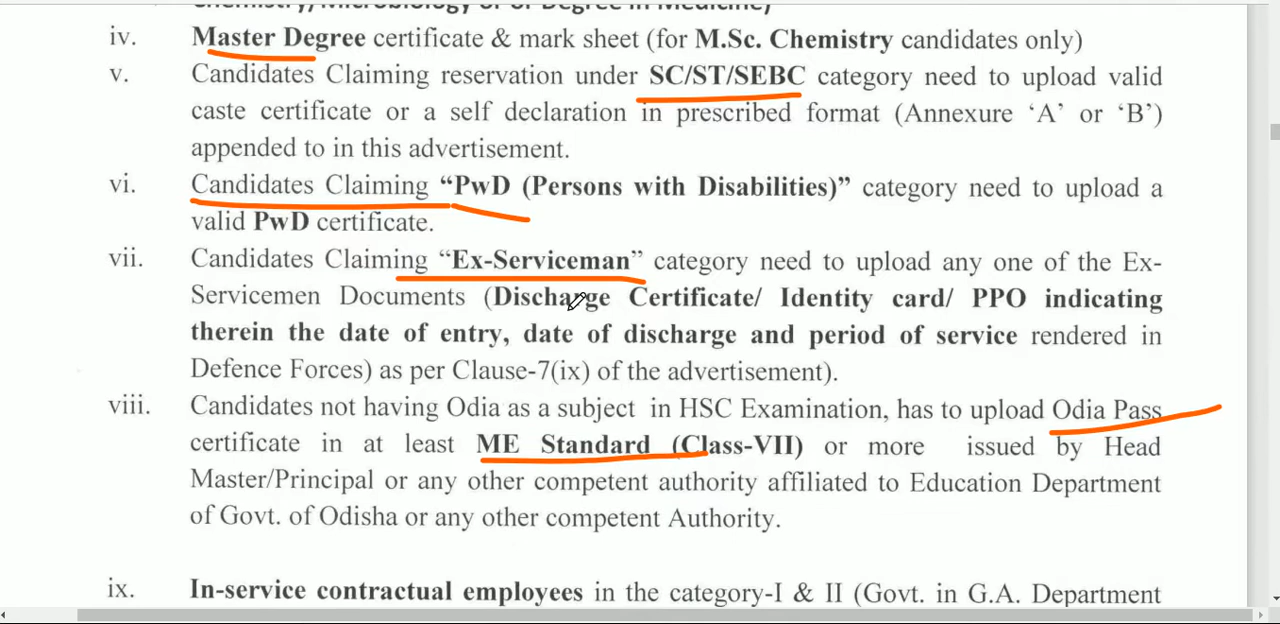 Chemistry/Microbiology or of Degree in Medicine)
iv. Master Degree certificate & mark sheet (for M.Sc. Chemistry candidates only)
v. Candidates Claiming reservation under SC/ST/SEBC category need to upload valid
caste certificate or a self declaration in prescribed format (Annexure ‘A’ or ‘B’)
appended to in this advertisement.
vi. Candidates Claiming “PwD (Persons with Disabilities)” category need to upload a
valid PwD certificate.
vii. Candidates Claiming “Ex-Serviceman” category need to upload any one of the Ex-
Servicemen Documents (Discharge Certificate/ Identity card/ PPO indicating
therein the date of entry, date of discharge and period of service rendered in
Defence Forces) as per Clause-7(ix) of the advertisement).
viii. Candidates not having Odia as a subject in HSC Examination, has to upload Odia Pass
certificate in at least ME Standard (Class-VII) or more issued by Head
Master/Principal or any other competent authority affiliated to Education Department
of Govt. of Odisha or any other competent Authority.
ix. In-service contractual employees in the category-I & II (Govt. in G.A. Department